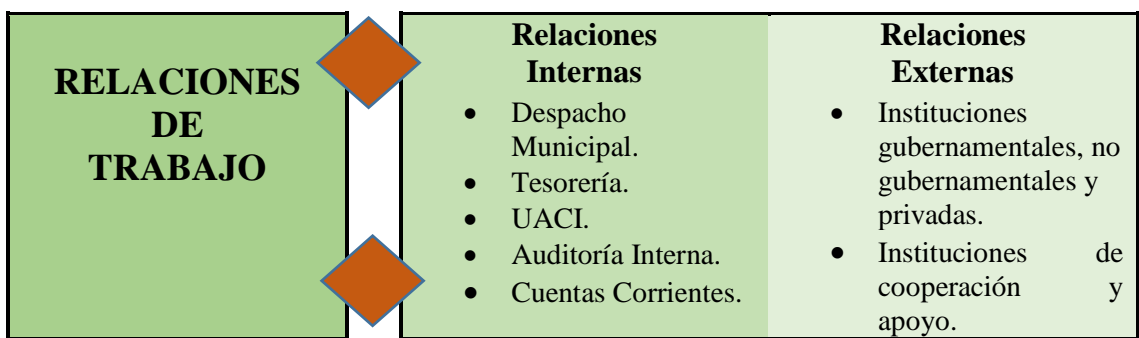 RELACIONES
DE
TRABAJO
Relaciones
Internas
• Despacho
Municipal.
• Tesorería.
• UACI.
• Auditoría Interna.
• Cuentas Corrientes.
Relaciones
Externas
• Instituciones
gubernamentales, no
gubernamentales y
privadas.
• Instituciones de
cooperación y
apoyo.